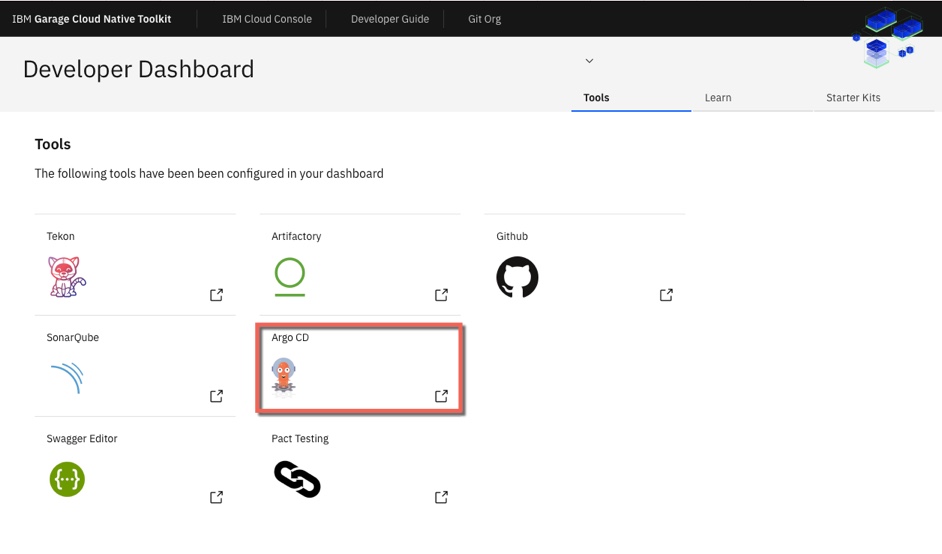 IBM Garage Cloud Native Toolkit
IBM Cloud Console
Developer Guide
Git Org
Developer Dashboard
Tools
Learn
Starter Kits
Tools
The following tools have been been configured in your dashboard
Tekon
Artifactory
Github
SonarQube
Argo CD
Swagger Editor
{···}
Pact Testing